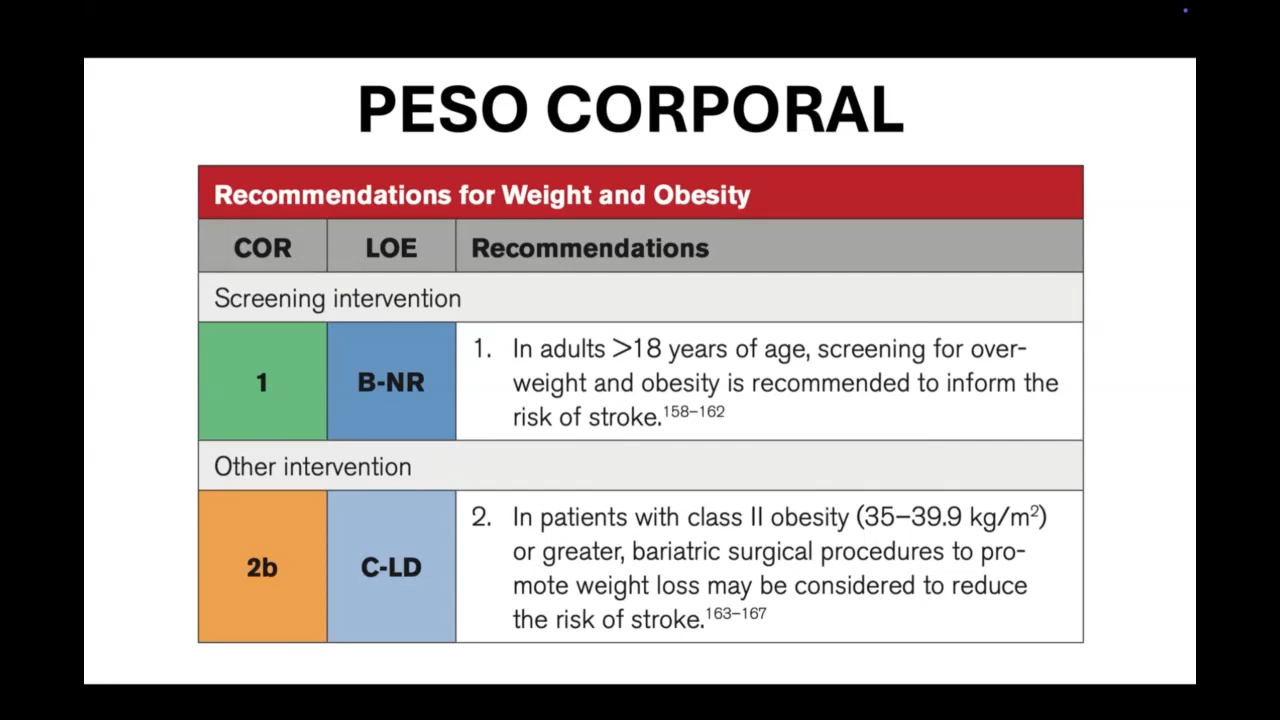 PESO CORPORAL
Recommendations for Weight and Obesity
COR LOE Recommendations
Screening intervention
1 B-NR 1. In adults >18 years of age, screening for over-
weight and obesity is recommended to inform the
risk of stroke.158–162
Other intervention
2b C-LD 2. In patients with class II obesity (35–39.9 kg/m2)
or greater, bariatric surgical procedures to pro-
mote weight loss may be considered to reduce
the risk of stroke.163–167